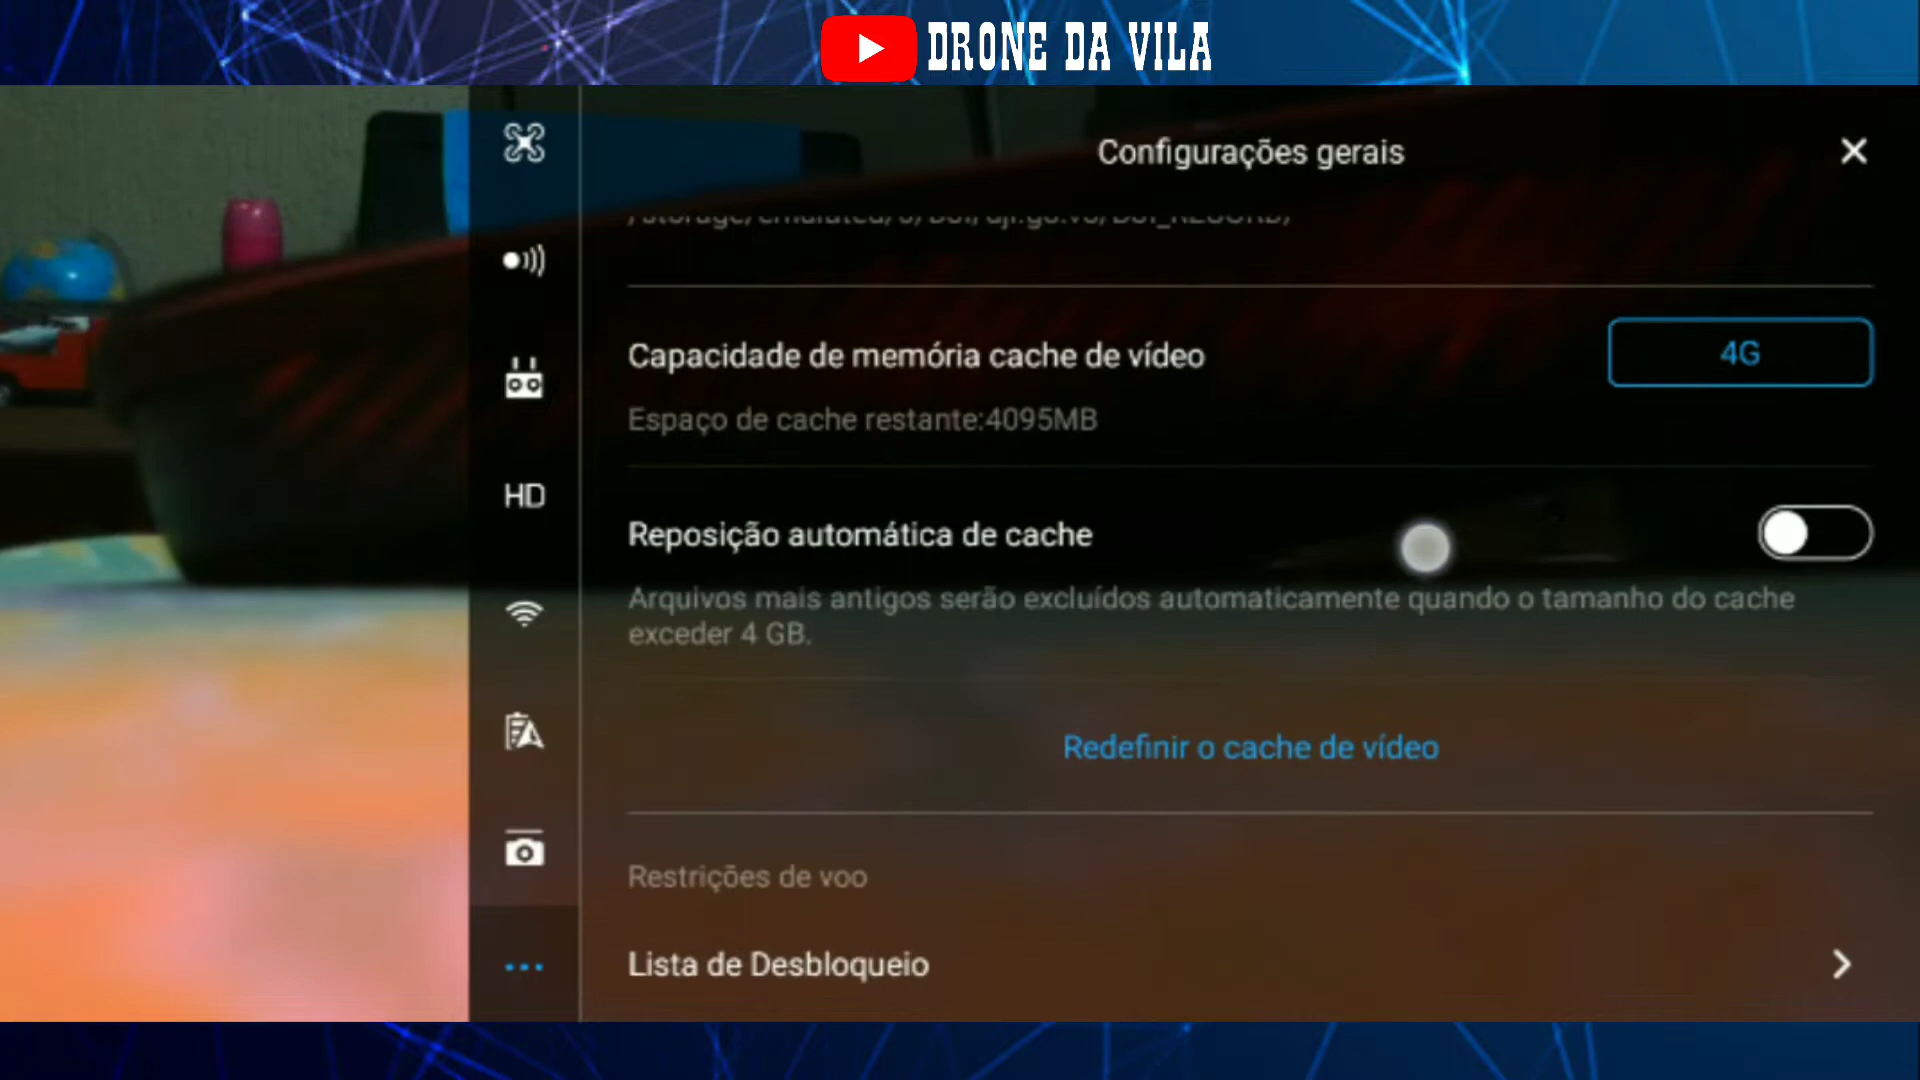 DRONE DA VILA
Configurações gerais
Capacidade de memória cache de vídeo
4G
Espaço de cache restante:4095MB
HD
Reposição automática de cache
Arquivos mais antigos serão excluídos automaticamente quando o tamanho do cache
exceder 4 GB.
Redefinir o cache de vídeo
Restrições de voo
Lista de Desbloqueio